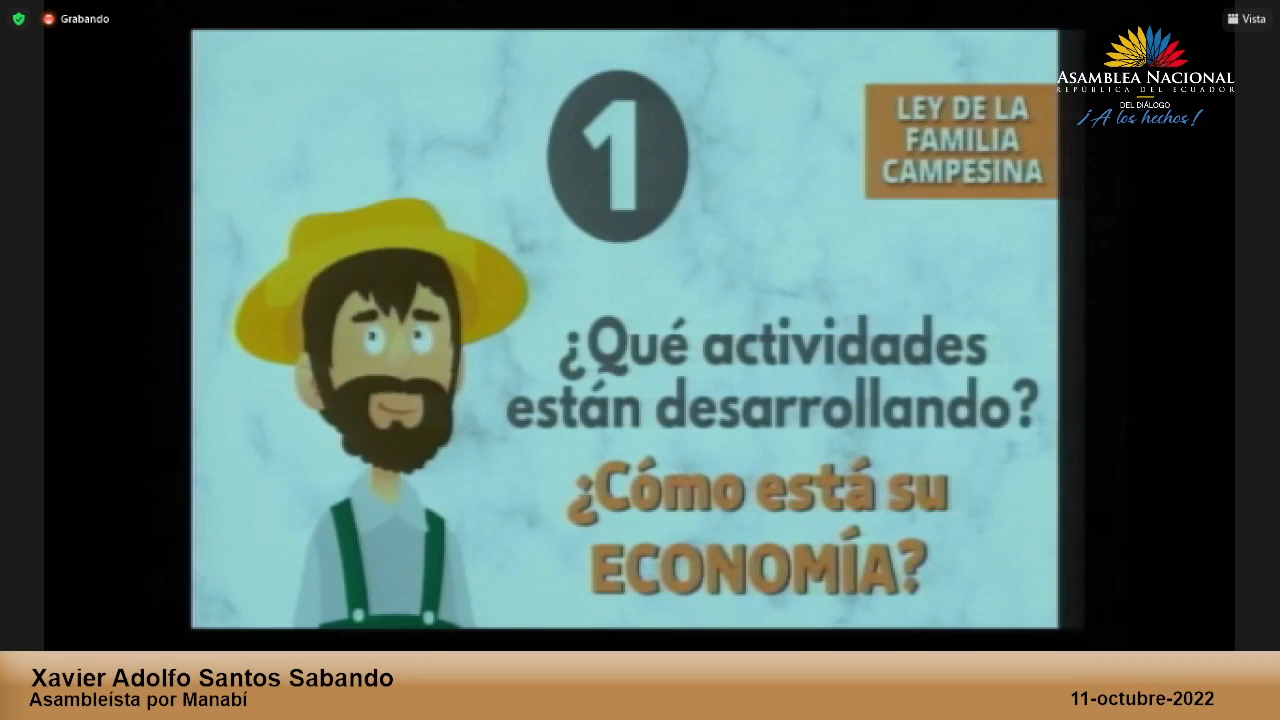 Grabando
Vista
ASAMBLEA NACIONAL
REPÚBLICA DEL ECUADOR
DEL DIÁLOGO
¡A los hechos!
1
LEY DE LA
FAMILIA
CAMPESINA
¿Qué actividades
están desarrollando?
¿Cómo está su
ECONOMÍA?
Xavier Adolfo Santos Sabando
Asambleísta por Manabí
11-octubre-2022